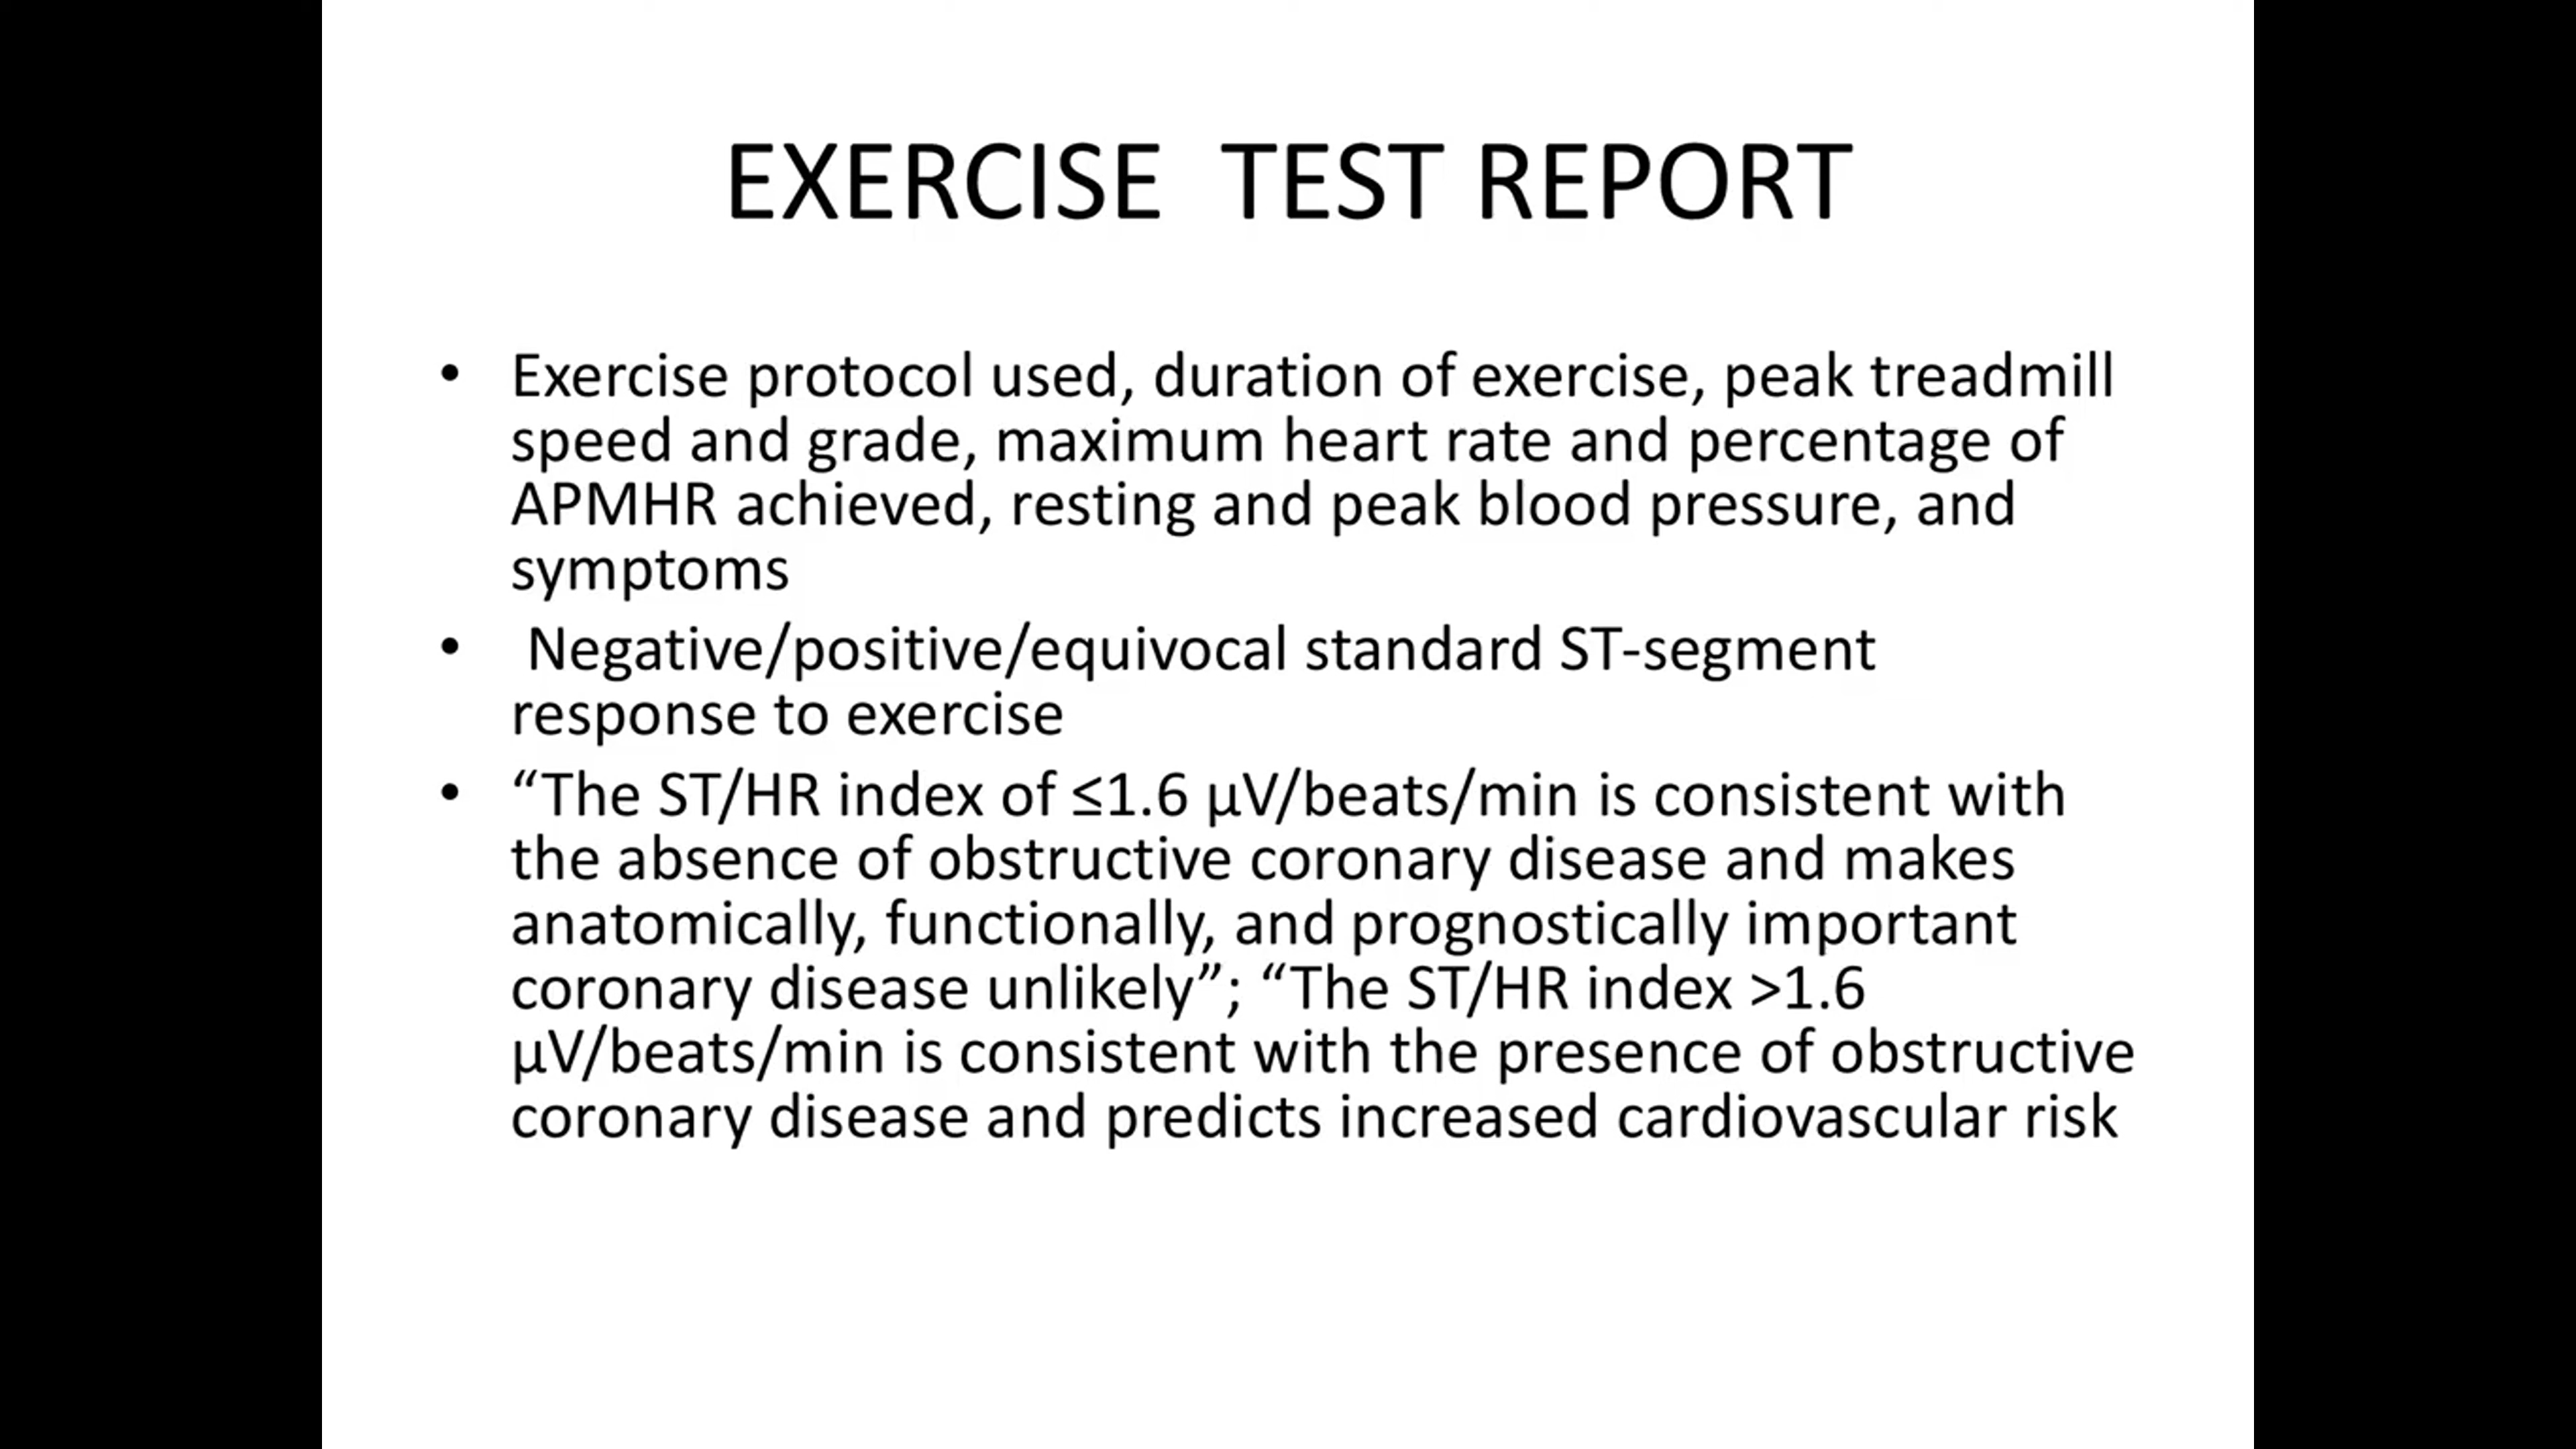 EXERCISE  TEST REPORT
• Exercise protocol used, duration of exercise, peak treadmill
speed and grade, maximum heart rate and percentage of
APMHR achieved, resting and peak blood pressure, and
symptoms
• Negative/positive/equivocal standard ST-segment
response to exercise
• “The ST/HR index of ≤1.6 µV/beats/min is consistent with
the absence of obstructive coronary disease and makes
anatomically, functionally, and prognostically important
coronary disease unlikely”; “The ST/HR index >1.6
µV/beats/min is consistent with the presence of obstructive
coronary disease and predicts increased cardiovascular risk